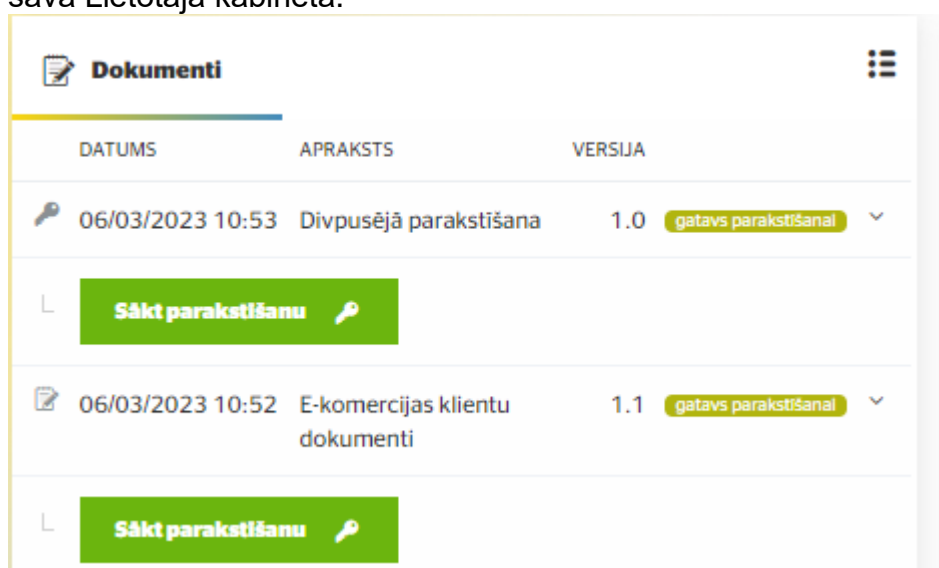 savā Lietotāja kabinetā.
Dokumenti
DATUMS APRAKSTS VERSIJA
06/03/2023 10:53 Divpusējā parakstīšana 1.0 gatavs parakstīšanai
Sākt parakstīšanu
06/03/2023 10:52 E-komercijas klientu 1.1 gatavs parakstīšanai
dokumenti
Sākt parakstīšanu